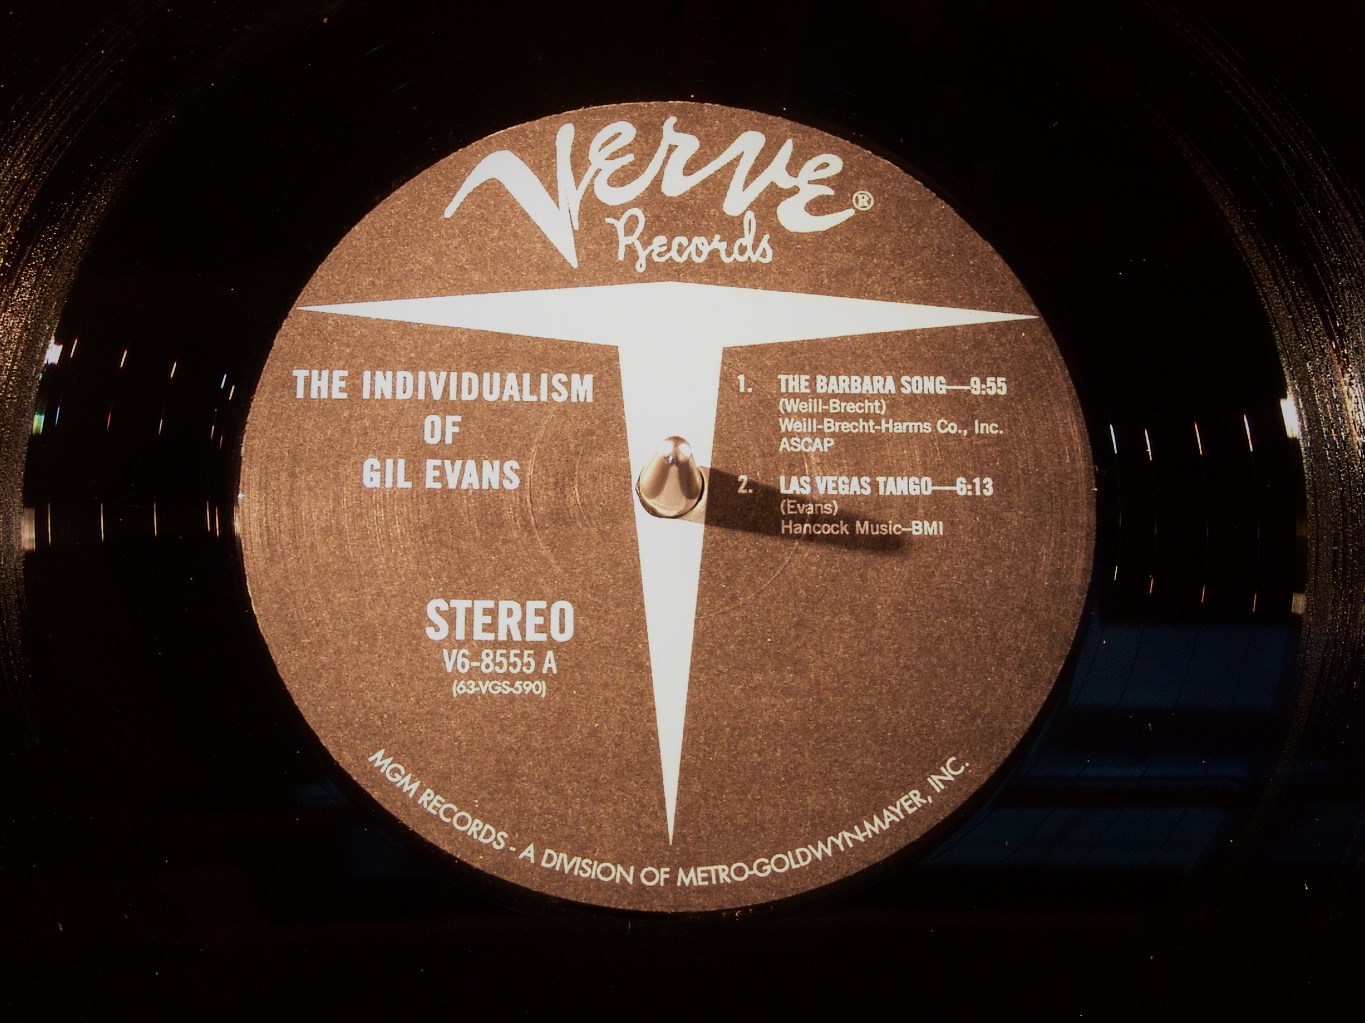 Verve®
Records
THE INDIVIDUALISM
OF
GIL EVANS
STEREO
V6-8555 A
(63-VGS-590)
1. THE BARBARA SONG—9:55
(Weill-Brecht)
Weill-Brecht-Harms Co., Inc.
ASCAP
2. LAS VEGAS TANGO—6:13
(Evans)
Hancock Music—BMI
MGM RECORDS - A DIVISION OF METRO-GOLDWYN-MAYER, INC.